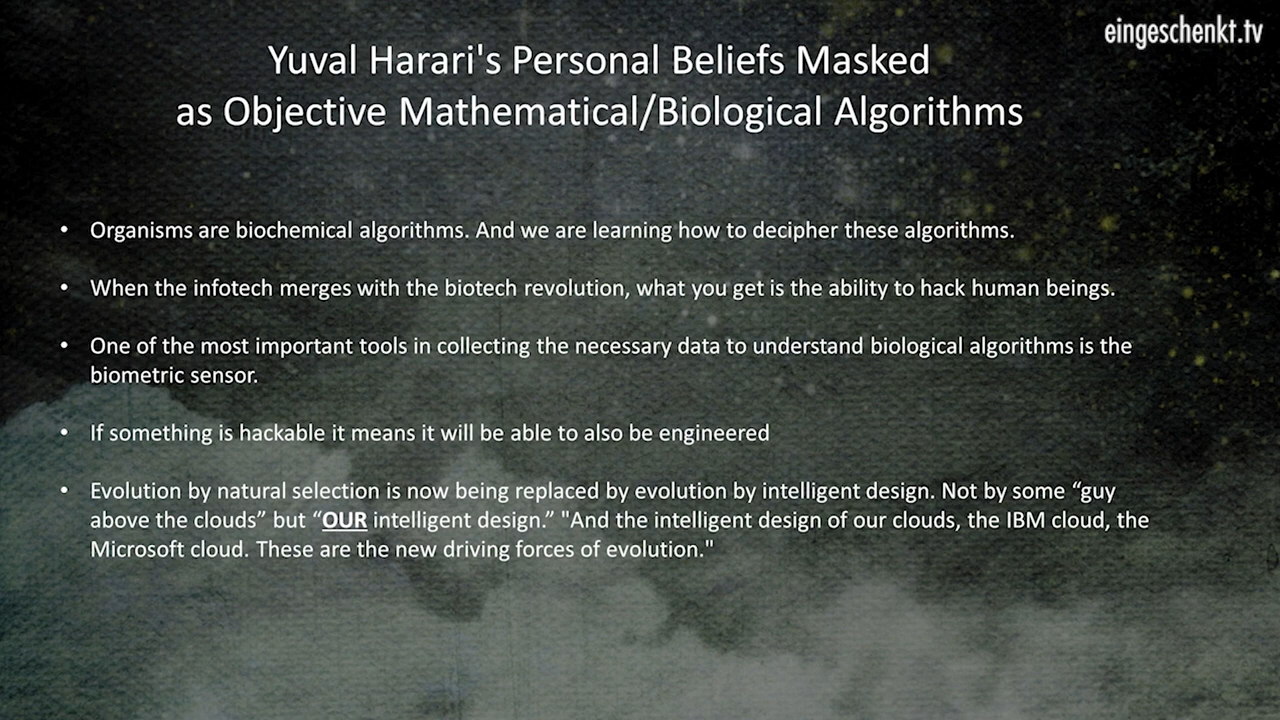 eingeschenkt.tv
Yuval Harari's Personal Beliefs Masked
as Objective Mathematical/Biological Algorithms
• Organisms are biochemical algorithms. And we are learning how to decipher these algorithms.
• When the infotech merges with the biotech revolution, what you get is the ability to hack human beings.
• One of the most important tools in collecting the necessary data to understand biological algorithms is the
biometric sensor.
• If something is hackable it means it will be able to also be engineered
• Evolution by natural selection is now being replaced by evolution by intelligent design. Not by some “guy
above the clouds” but “OUR intelligent design.” "And the intelligent design of our clouds, the IBM cloud, the
Microsoft cloud. These are the new driving forces of evolution."